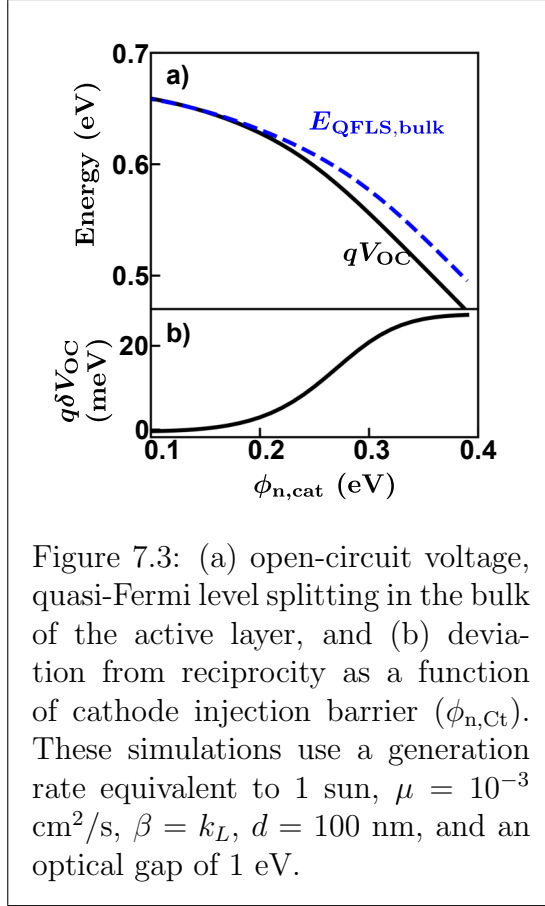 0.7
a)
E_QFLS,bulk
0.6
Energy (eV)
qV_OC
0.5
b)
20
qδV_OC
(meV)
0
0.1 0.2 0.3 0.4
ϕ_n,cat (eV)
Figure 7.3: (a) open-circuit voltage,
quasi-Fermi level splitting in the bulk
of the active layer, and (b) devia-
tion from reciprocity as a function
of cathode injection barrier (ϕ_n,Ct).
These simulations use a generation
rate equivalent to 1 sun, μ = 10⁻³
cm²/s, β = k_L, d = 100 nm, and an
optical gap of 1 eV.